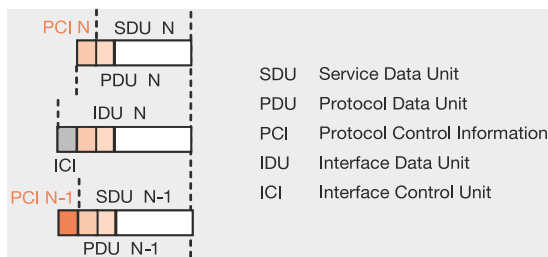 PCI N SDU N
PDU N
IDU N
ICI
PCI N-1 SDU N-1
PDU N-1
SDU Service Data Unit
PDU Protocol Data Unit
PCI Protocol Control Information
IDU Interface Data Unit
ICI Interface Control Unit